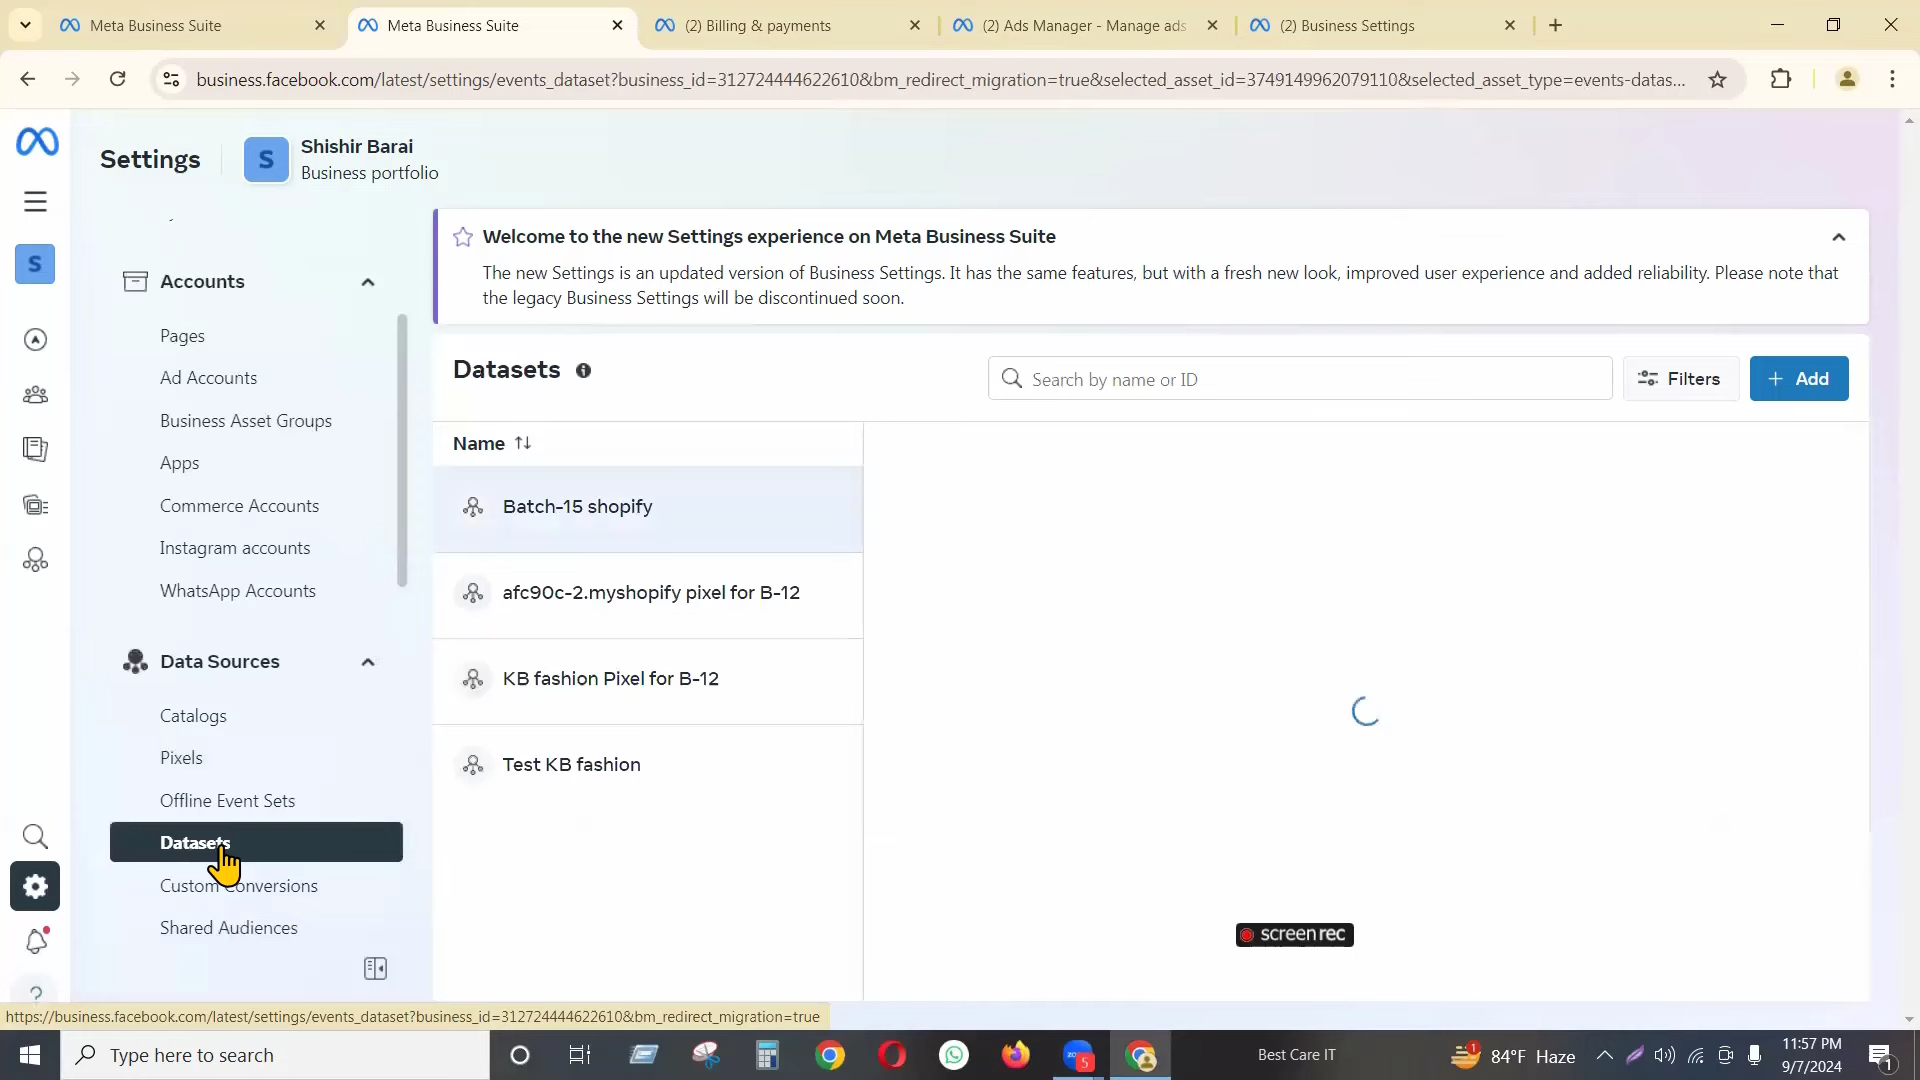 Meta Business Suite
Meta Business Suite
(2) Billing & payments
(2) Ads Manager - Manage ads
(2) Business Settings
business.facebook.com/latest/settings/events_dataset?business_id=312724444622610&bm_redirect_migration=true&selected_asset_id=3749149962079110&selected_asset_type=events-datas...
Settings
S
Shishir Barai
Business portfolio
S
Accounts
Pages
Ad Accounts
Business Asset Groups
Apps
Commerce Accounts
Instagram accounts
WhatsApp Accounts
Data Sources
Catalogs
Pixels
Offline Event Sets
Datasets
Custom Conversions
Shared Audiences
Welcome to the new Settings experience on Meta Business Suite
The new Settings is an updated version of Business Settings. It has the same features, but with a fresh new look, improved user experience and added reliability. Please note that
the legacy Business Settings will be discontinued soon.
Datasets
Search by name or ID
Filters
+ Add
Name
Batch-15 shopify
afc90c-2.myshopify pixel for B-12
KB fashion Pixel for B-12
Test KB fashion
screenrec
?
https://business.facebook.com/latest/settings/events_dataset?business_id=312724444622610&bm_redirect_migration=true
Type here to search
5
Best Care IT
1
84°F Haze
11:57 PM
9/7/2024
1